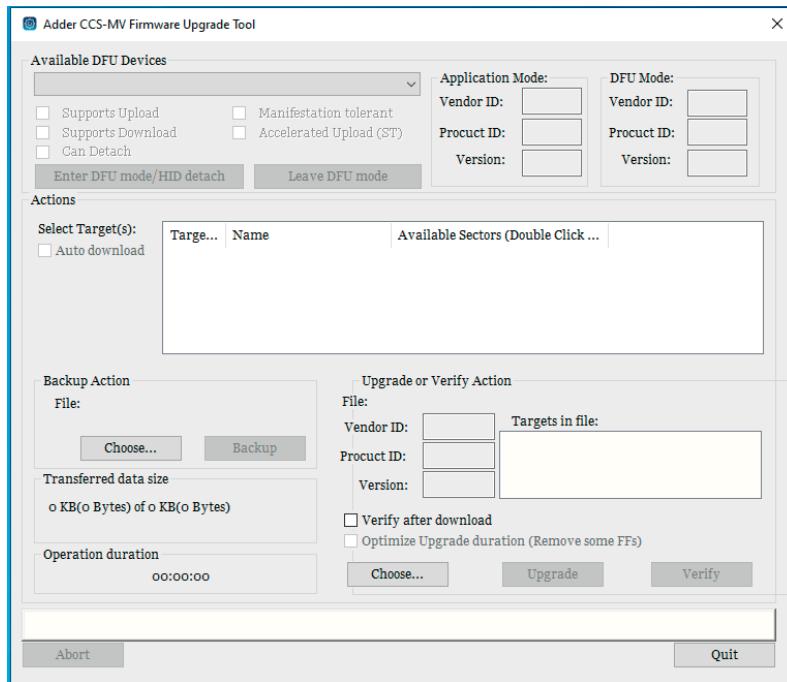 Adder CCS-MV Firmware Upgrade Tool
Available DFU Devices
Supports Upload
Manifestation tolerant
Supports Download
Accelerated Upload (ST)
Can Detach
Enter DFU mode/HID detach
Leave DFU mode
Application Mode:
Vendor ID:
Procuct ID:
Version:
DFU Mode:
Vendor ID:
Procuct ID:
Version:
Actions
Select Target(s):
Auto download
Targe...
Name
Available Sectors (Double Click ...
Backup Action
File:
Choose...
Backup
Transferred data size
0 KB(0 Bytes) of 0 KB(0 Bytes)
Operation duration
00:00:00
Upgrade or Verify Action
File:
Vendor ID:
Procuct ID:
Version:
Targets in file:
Verify after download
Optimize Upgrade duration (Remove some FFs)
Choose...
Upgrade
Verify
Abort
Quit